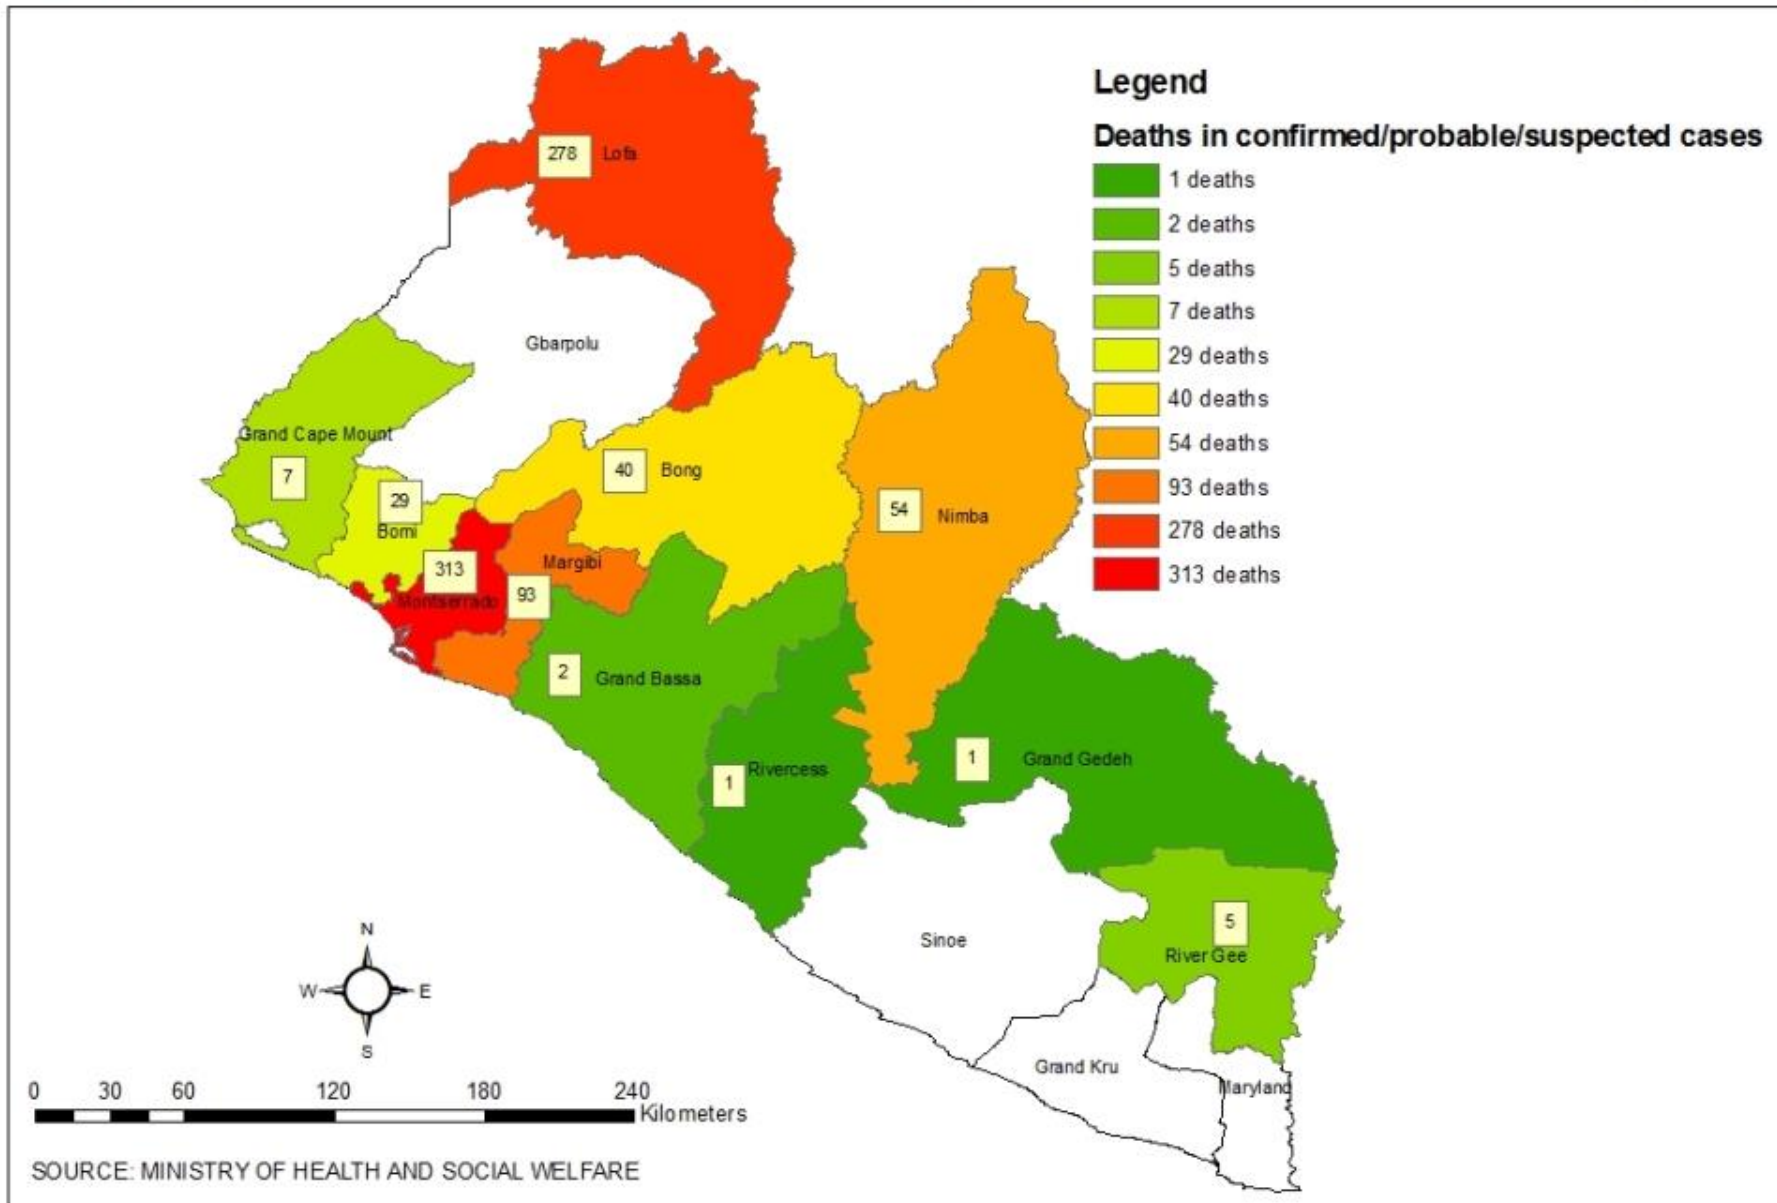 Legend
Deaths in confirmed/probable/suspected cases
1 deaths
2 deaths
5 deaths
7 deaths
29 deaths
40 deaths
54 deaths
93 deaths
278 deaths
313 deaths
278 Lofa
Gbarpolu
Grand Cape Mount
7
29
Bomi
40 Bong
54 Nimba
313
Montserrado
Margibi
93
2 Grand Bassa
1 Rivercess
1 Grand Gedeh
5
River Gee
Sinoe
Grand Kru
Maryland
N
W E
S
0 30 60 120 180 240
Kilometers
SOURCE: MINISTRY OF HEALTH AND SOCIAL WELFARE